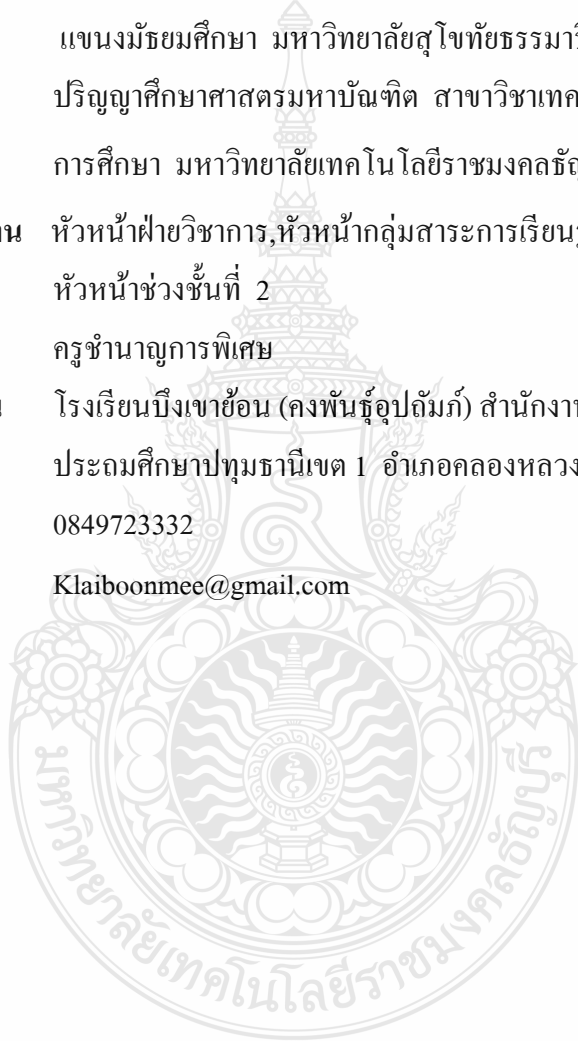 แขนงมัธยมศึกษา มหาวิทยาลัยสุโขทัยธรรมาธิ
ปริญญาศึกษาศาสตรมหาบัณฑิต สาขาวิชาเทค
การศึกษา มหาวิทยาลัยเทคโนโลยีราชมงคลธัญ
าน หัวหน้าฝ่ายวิชาการ,หัวหน้ากลุ่มสาระการเรียนรู
หัวหน้าช่วงชั้นที่ 2
ครูชำนาญการพิเศษ
น โรงเรียนบึงเขาย้อน (คงพันธุ์อุปถัมภ์) สำนักงาน
ประถมศึกษาปทุมธานีเขต 1 อำเภอคลองหลวง
0849723332
Klaiboonmee@gmail.com
มหาวิทยาลัยเทคโนโลยีราชมงคลธัญบุรี